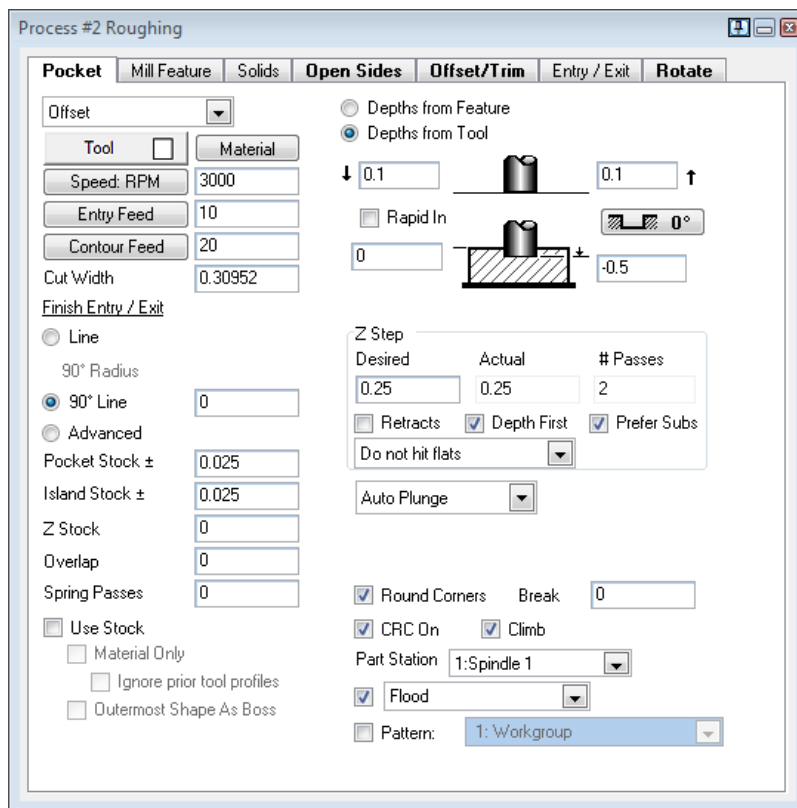 Process #2 Roughing
Pocket Mill Feature Solids Open Sides Offset/Trim Entry / Exit Rotate
Offset
Tool Material
Speed: RPM 3000
Entry Feed 10
Contour Feed 20
Cut Width 0.30952
Finish Entry / Exit
Line
90° Radius
90° Line 0
Advanced
Pocket Stock ± 0.025
Island Stock ± 0.025
Z Stock 0
Overlap 0
Spring Passes 0
Use Stock
Material Only
Ignore prior tool profiles
Outermost Shape As Boss
Depths from Feature
Depths from Tool
0.1 0.1
Rapid In 0°
0 -0.5
Z Step
Desired Actual # Passes
0.25 0.25 2
Retracts Depth First Prefer Subs
Do not hit flats
Auto Plunge
Round Corners Break 0
CRC On Climb
Part Station 1:Spindle 1
Flood
Pattern: 1: Workgroup